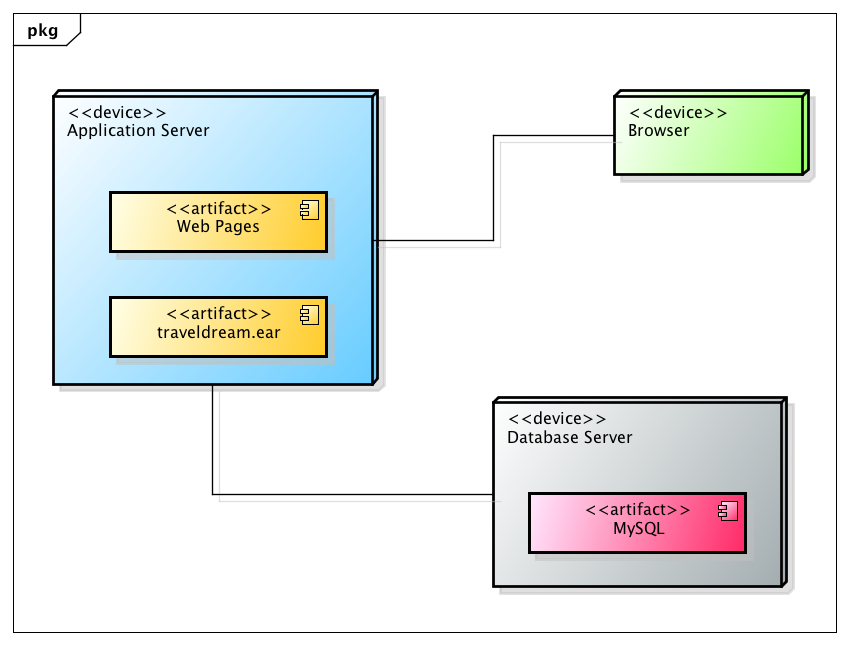 pkg
<<device>>
Application Server
<<artifact>>
Web Pages
<<artifact>>
traveldream.ear
<<device>>
Browser
<<device>>
Database Server
<<artifact>>
MySQL